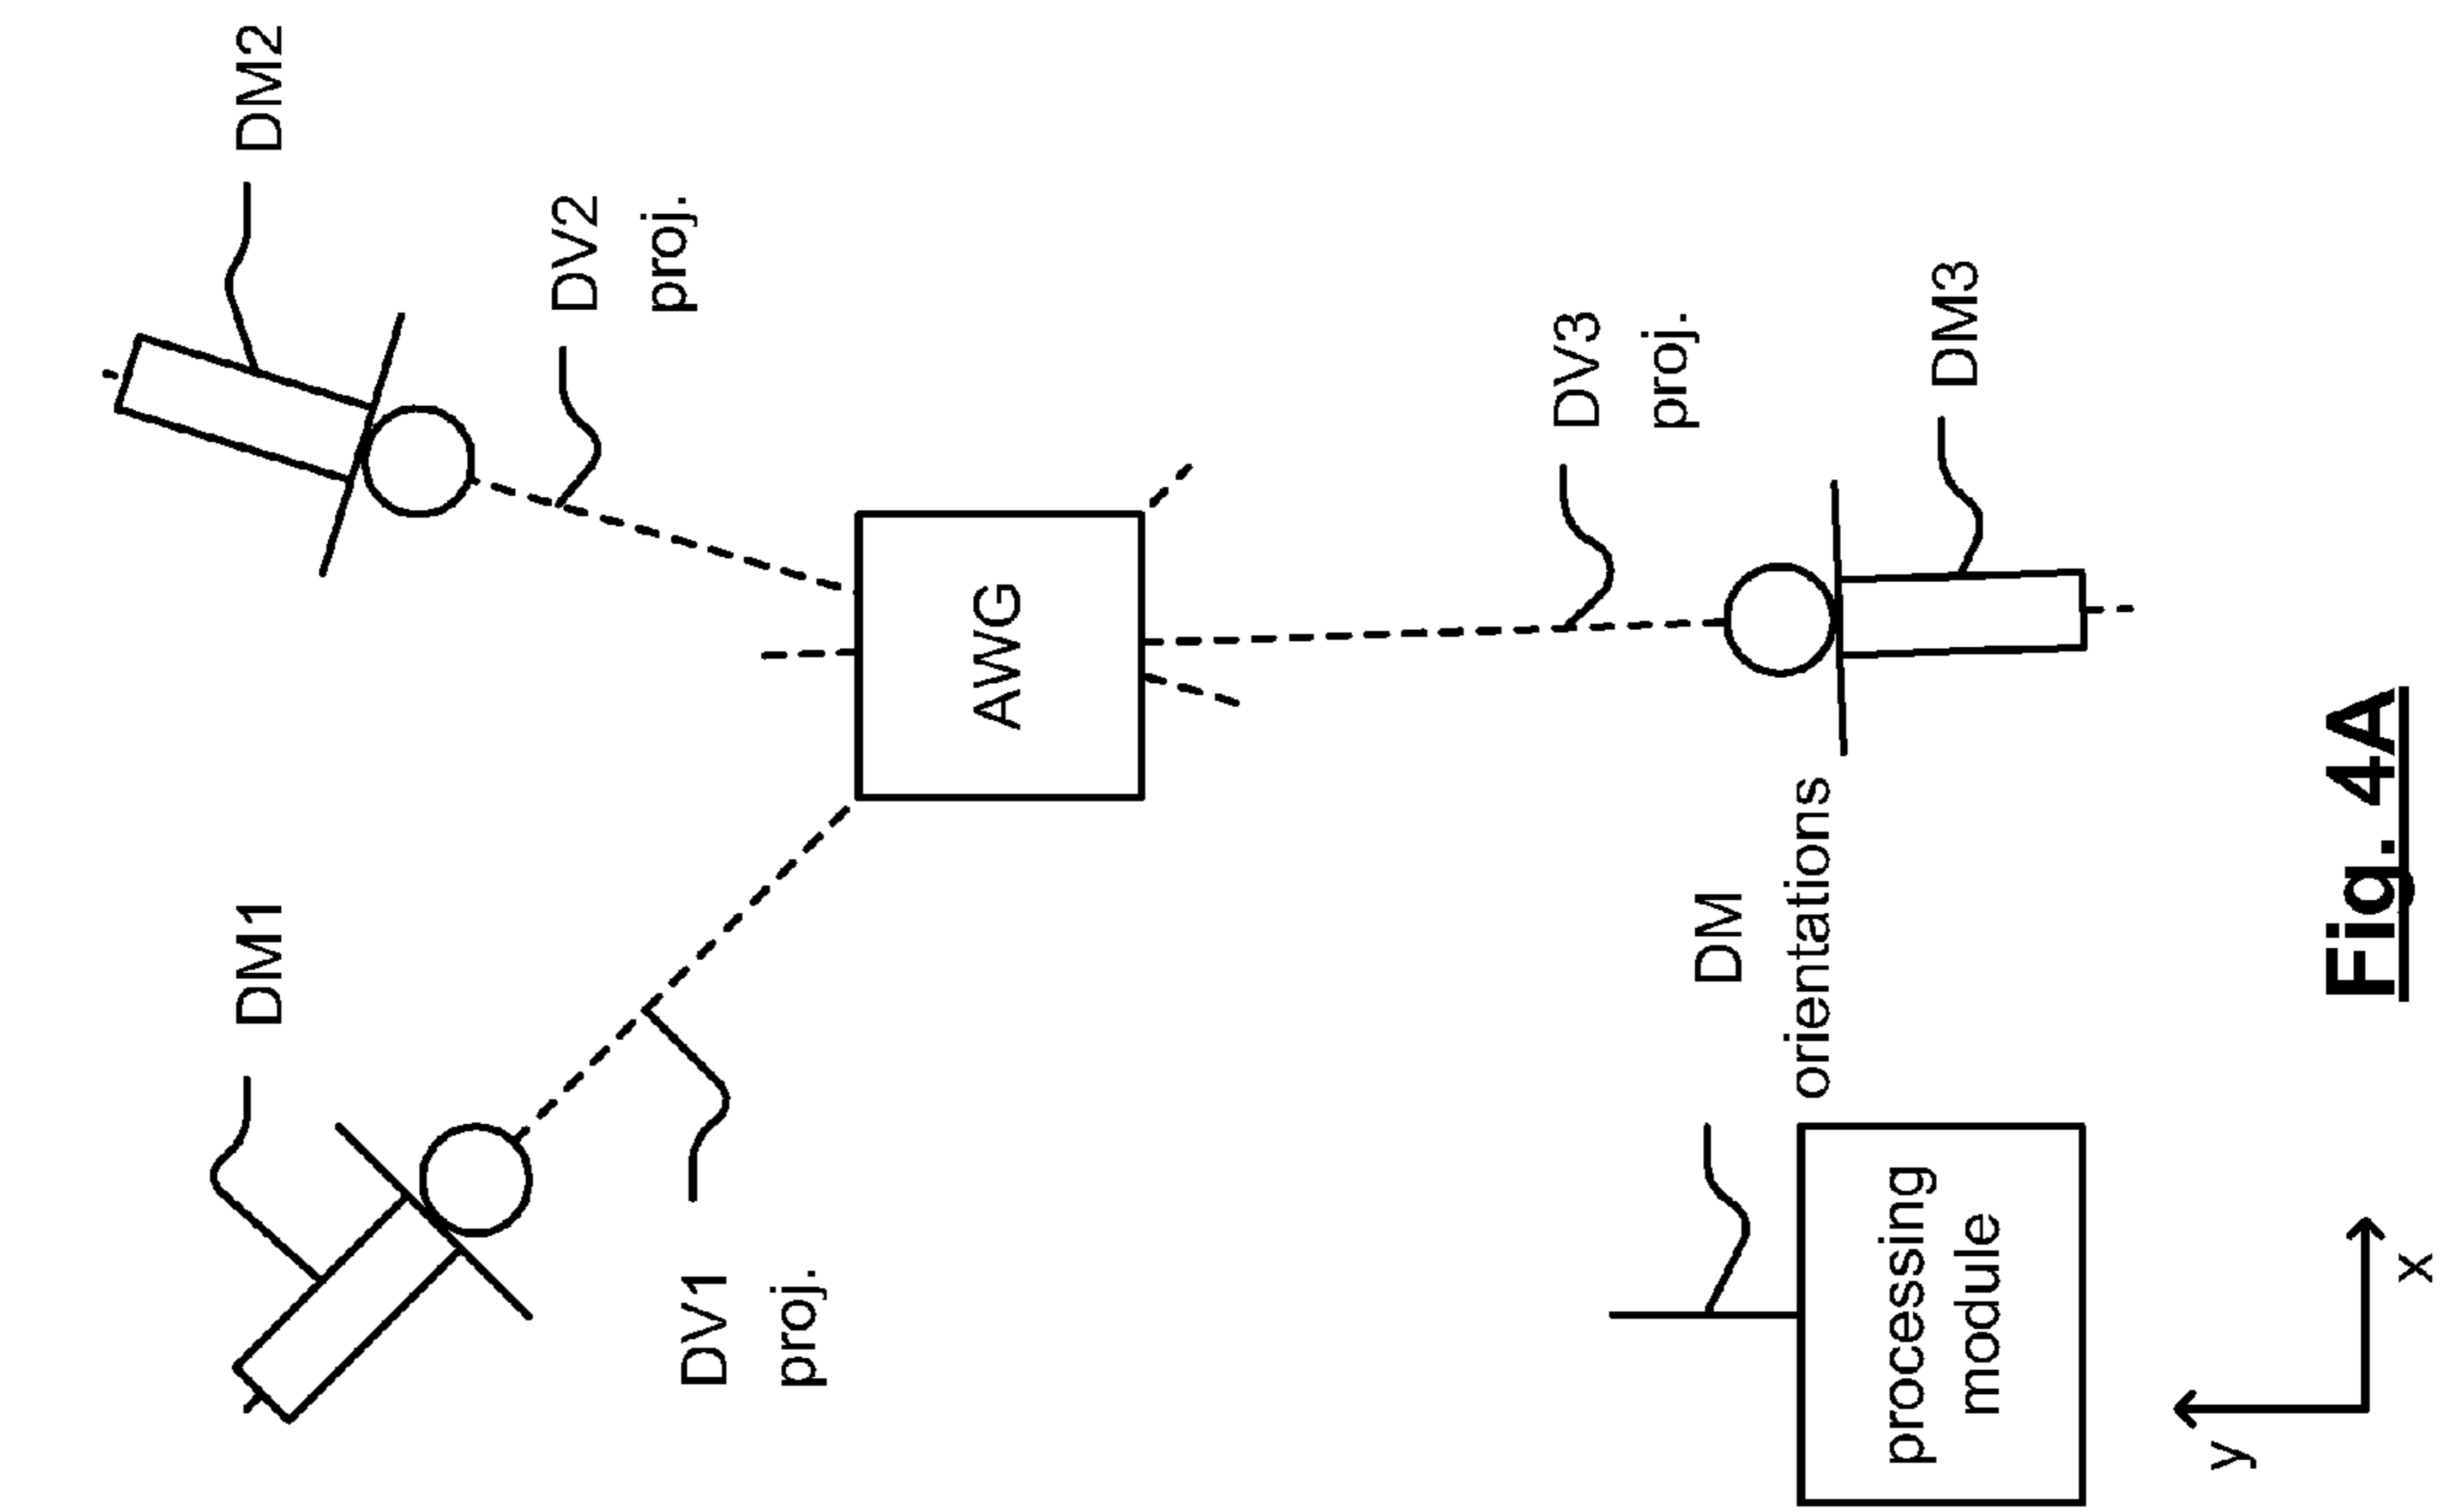 DM1
DM2
DV2
proj.
DV1
proj.
AWG
DV3
proj.
DM
orientations
processing
module
DM3
y
x
Fig. 4A